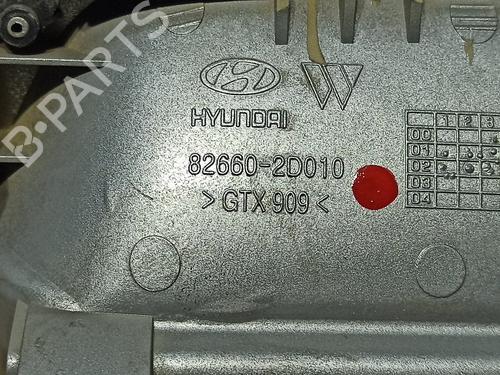 B-PARTS
W
HYUNDAI
82660-2D010
> GTX 909 <
1 2 3
00
01
02
03
04